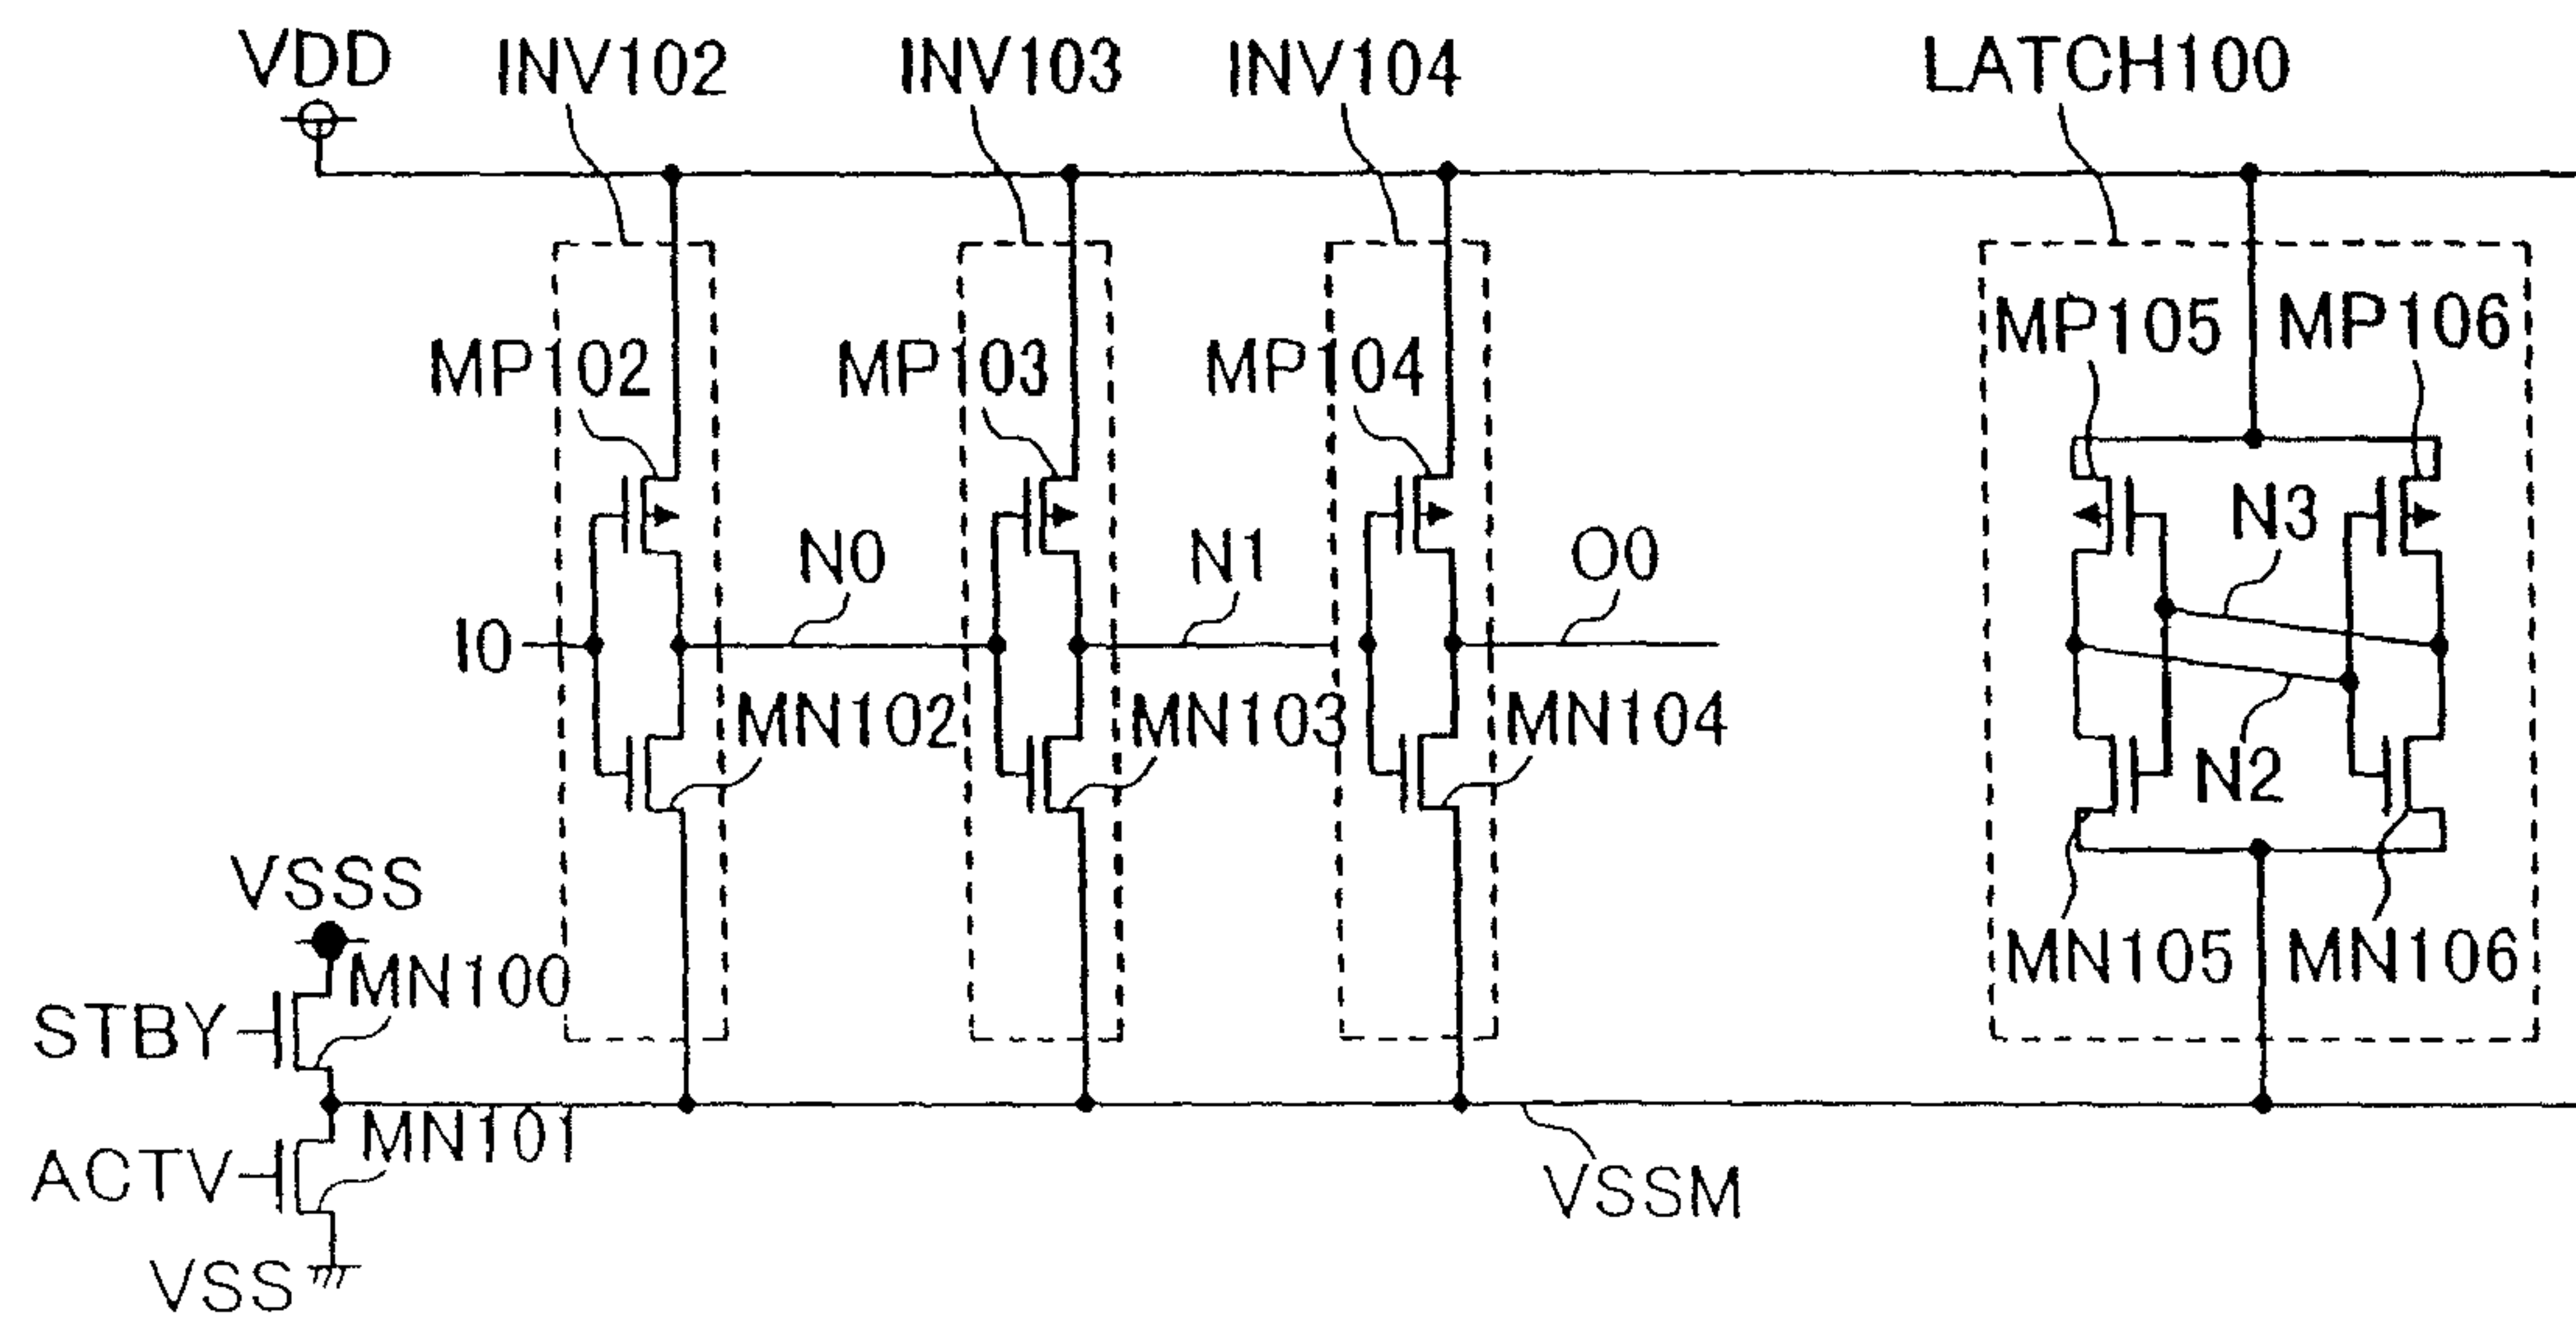 VDD
INV102
INV103
INV104
LATCH100
MP102
MP103
MP104
MP105
MP106
N3
N0
N1
O0
I0
MN102
MN103
MN104
N2
VSSS
MN100
MN105
MN106
STBY
MN101
ACTV
VSSM
VSS